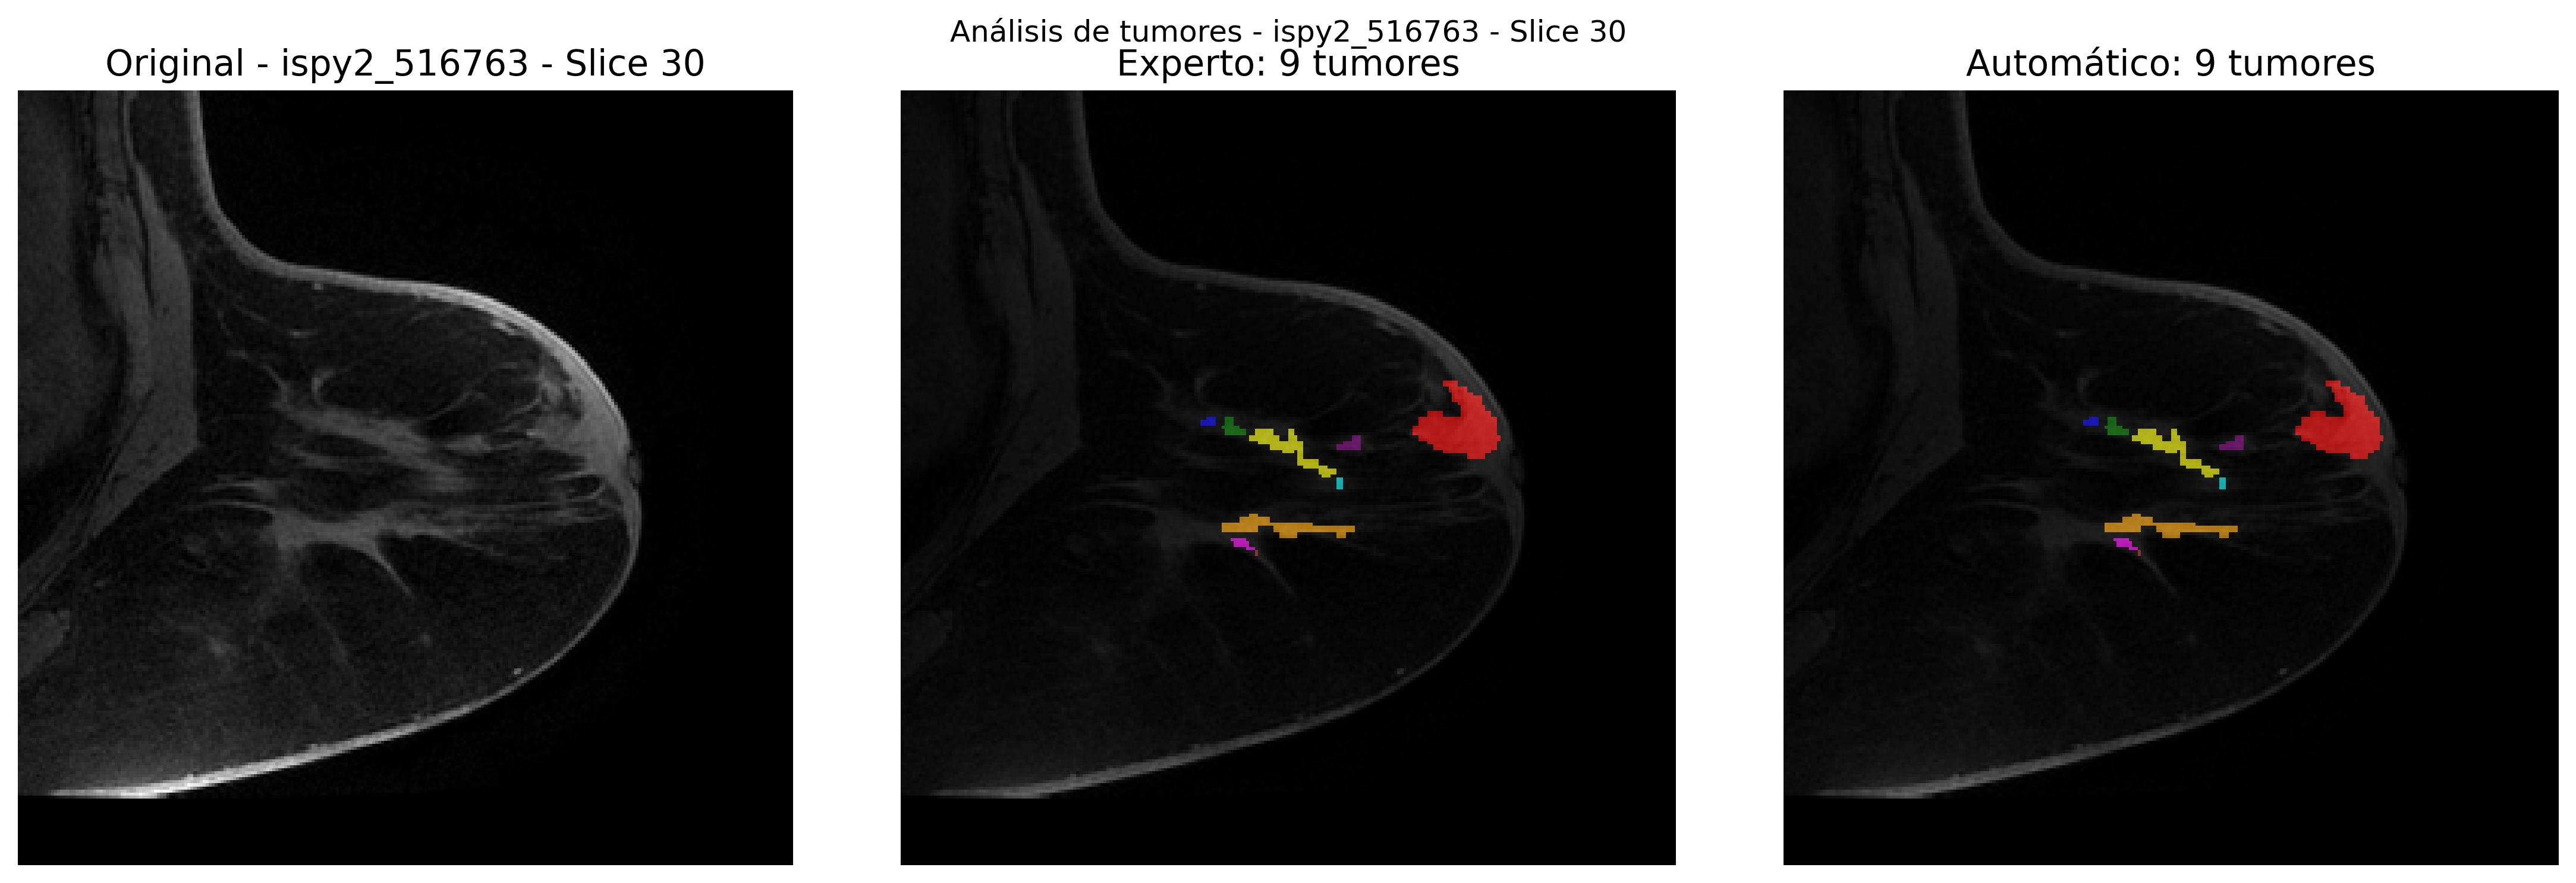 Análisis de tumores - ispy2_516763 - Slice 30
Original - ispy2_516763 - Slice 30
Experto: 9 tumores
Automático: 9 tumores